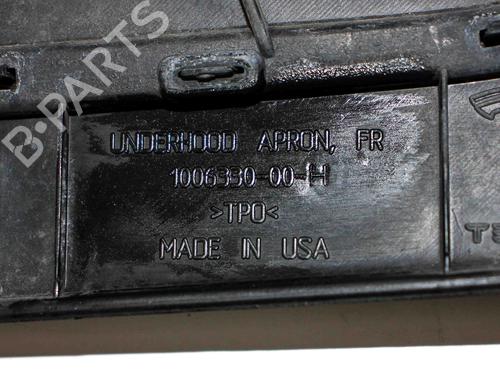 B-PARTS
UNDERHOOD APRON, FR
1006330-00-H
>TPO<
MADE IN USA